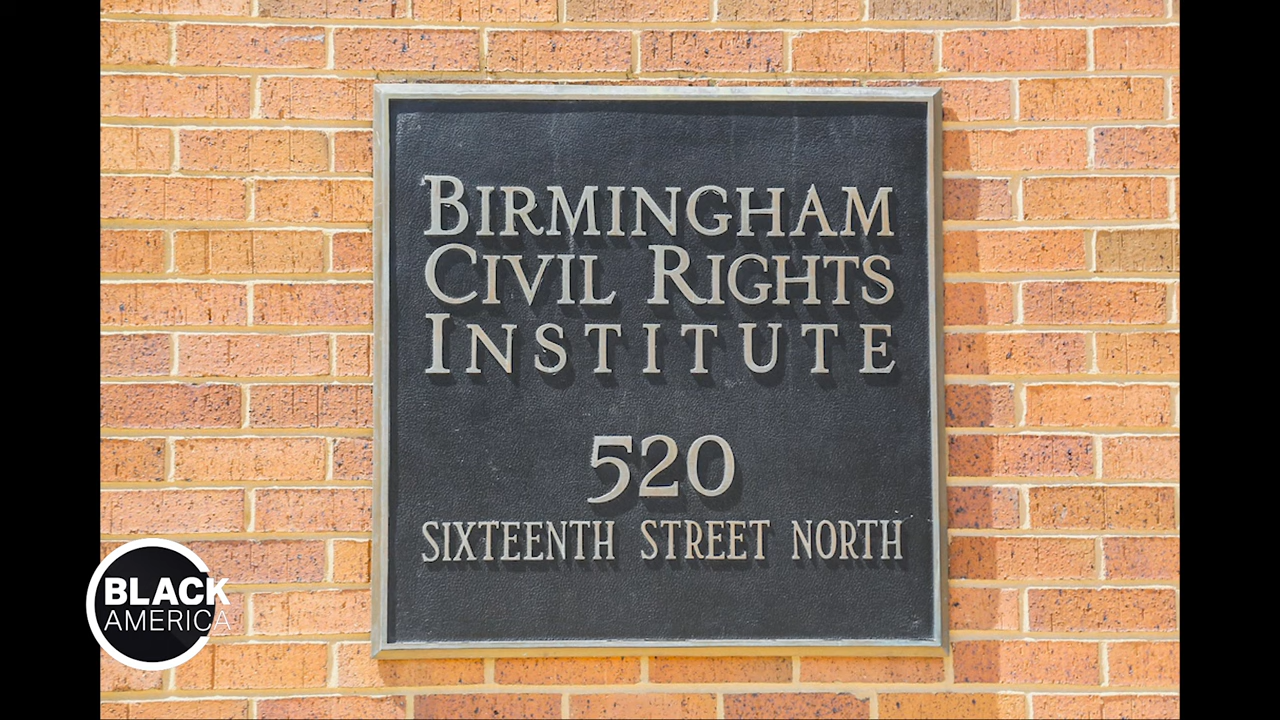 BIRMINGHAM
CIVIL RIGHTS
INSTITUTE
520
SIXTEENTH STREET NORTH
BLACK
AMERICA